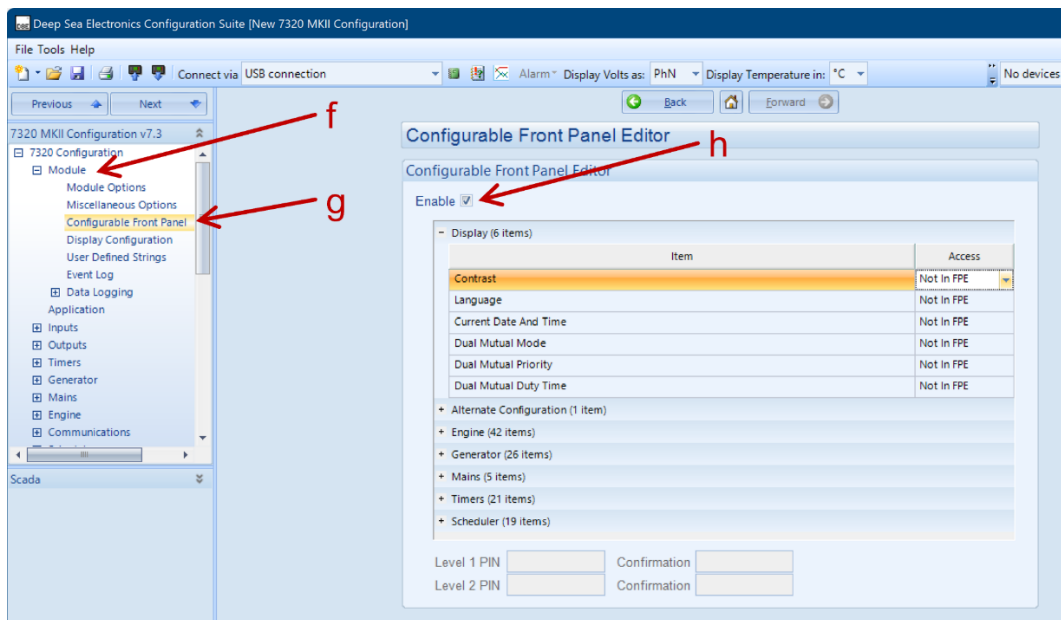 Deep Sea Electronics Configuration Suite [New 7320 MKII Configuration]
File Tools Help
Connect via USB connection Alarm Display Volts as: PhN Display Temperature in: °C No devices
Previous Next
Back Forward
7320 MKII Configuration v7.3
7320 Configuration
Module
Module Options
Miscellaneous Options
Configurable Front Panel
Display Configuration
User Defined Strings
Event Log
Data Logging
Application
Inputs
Outputs
Timers
Generator
Mains
Engine
Communications
Scada
f
g
h
Configurable Front Panel Editor
Configurable Front Panel Editor
Enable
Display (6 items)
Item Access
Contrast Not In FPE
Language Not In FPE
Current Date And Time Not In FPE
Dual Mutual Mode Not In FPE
Dual Mutual Priority Not In FPE
Dual Mutual Duty Time Not In FPE
+ Alternate Configuration (1 item)
+ Engine (42 items)
+ Generator (26 items)
+ Mains (5 items)
+ Timers (21 items)
+ Scheduler (19 items)
Level 1 PIN Confirmation
Level 2 PIN Confirmation